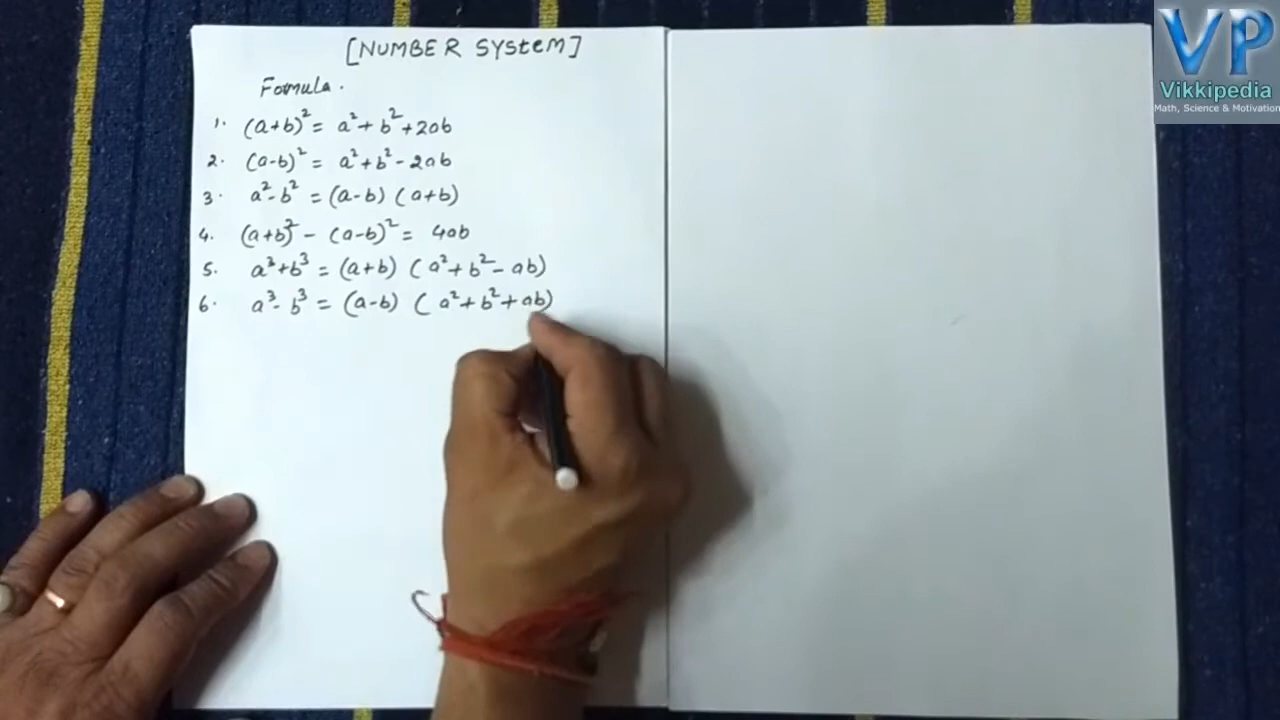 [NUMBER SYSteM]
Fomula.
1. (a+b)² = a²+b²+2ab
2. (a-b)² = a²+b²-2ab
3. a²-b² = (a-b) (a+b)
4. (a+b)² - (a-b)² = 4ab
5. a³+b³ = (a+b) (a²+b²-ab)
6. a³-b³ = (a-b) (a²+b²+ab)
VP
Vikkipedia
Math, Science & Motivation